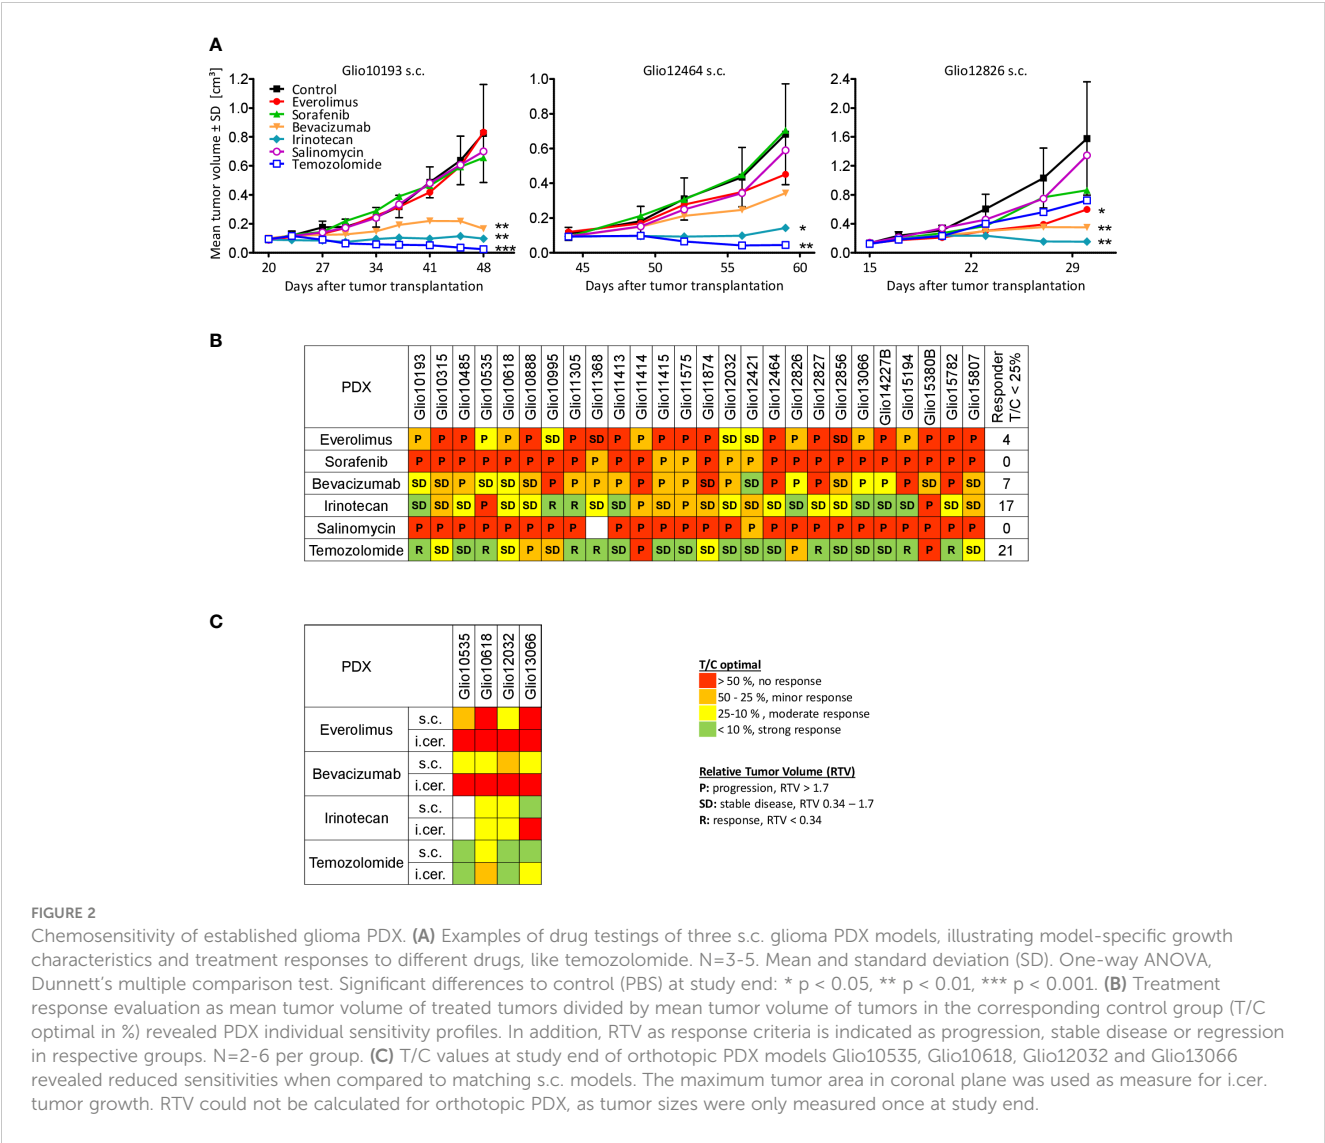 A
Glio10193 s.c.
Glio12464 s.c.
Glio12826 s.c.
Mean tumor volume ± SD [cm³]
1.2
1.0
0.8
0.6
0.4
0.2
0.0
Control
Everolimus
Sorafenib
Bevacizumab
Irinotecan
Salinomycin
Temozolomide
**
**
***
20 27 34 41 48
Days after tumor transplantation
1.0
0.8
0.6
0.4
0.2
0.0
*
**
45 50 55 60
Days after tumor transplantation
2.4
2.0
1.6
1.2
0.8
0.4
0.0
*
**
**
15 22 29
Days after tumor transplantation
B
PDX Glio10193 Glio10315 Glio10485 Glio10535 Glio10618 Glio10888 Glio10995 Glio11305 Glio11368 Glio11413 Glio11414 Glio11415 Glio11575 Glio11874 Glio12032 Glio12421 Glio12464 Glio12826 Glio12827 Glio12856 Glio13066 Glio14227B Glio15194 Glio15380B Glio15782 Glio15807 Responder T/C < 25%
Everolimus P P P P P P SD P SD P P P P P SD SD P P P SD P P P P P P 4
Sorafenib P P P P P P P P P P P P P P P P P P P P P P P P P P 0
Bevacizumab SD SD P SD SD SD P P P P P P P SD P SD P P P SD P P P SD P SD 7
Irinotecan SD SD SD P SD SD R R SD SD P SD P SD SD SD SD SD SD SD SD SD SD P SD SD 17
Salinomycin P P P P P P P P P P P P P P P P P P P P P P P P P 0
Temozolomide R SD SD R SD P SD R R SD P SD SD SD SD SD SD P R SD SD SD R P R SD 21
C
PDX Glio10535 Glio10618 Glio12032 Glio13066
Everolimus s.c.
i.cer.
Bevacizumab s.c.
i.cer.
Irinotecan s.c.
i.cer.
Temozolomide s.c.
i.cer.
T/C optimal
> 50 %, no response
50 - 25 %, minor response
25-10 % , moderate response
< 10 %, strong response
Relative Tumor Volume (RTV)
P: progression, RTV > 1.7
SD: stable disease, RTV 0.34 – 1.7
R: response, RTV < 0.34
FIGURE 2
Chemosensitivity of established glioma PDX. (A) Examples of drug testings of three s.c. glioma PDX models, illustrating model-specific growth
characteristics and treatment responses to different drugs, like temozolomide. N=3-5. Mean and standard deviation (SD). One-way ANOVA,
Dunnett's multiple comparison test. Significant differences to control (PBS) at study end: * p < 0.05, ** p < 0.01, *** p < 0.001. (B) Treatment
response evaluation as mean tumor volume of treated tumors divided by mean tumor volume of tumors in the corresponding control group (T/C
optimal in %) revealed PDX individual sensitivity profiles. In addition, RTV as response criteria is indicated as progression, stable disease or regression
in respective groups. N=2-6 per group. (C) T/C values at study end of orthotopic PDX models Glio10535, Glio10618, Glio12032 and Glio13066
revealed reduced sensitivities when compared to matching s.c. models. The maximum tumor area in coronal plane was used as measure for i.cer.
tumor growth. RTV could not be calculated for orthotopic PDX, as tumor sizes were only measured once at study end.